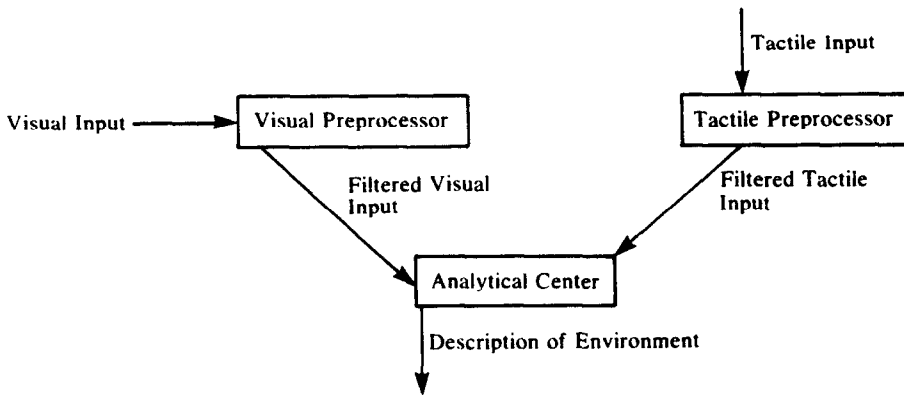 Tactile Input
Visual Input
Visual Preprocessor
Tactile Preprocessor
Filtered Visual
Input
Filtered Tactile
Input
Analytical Center
Description of Environment